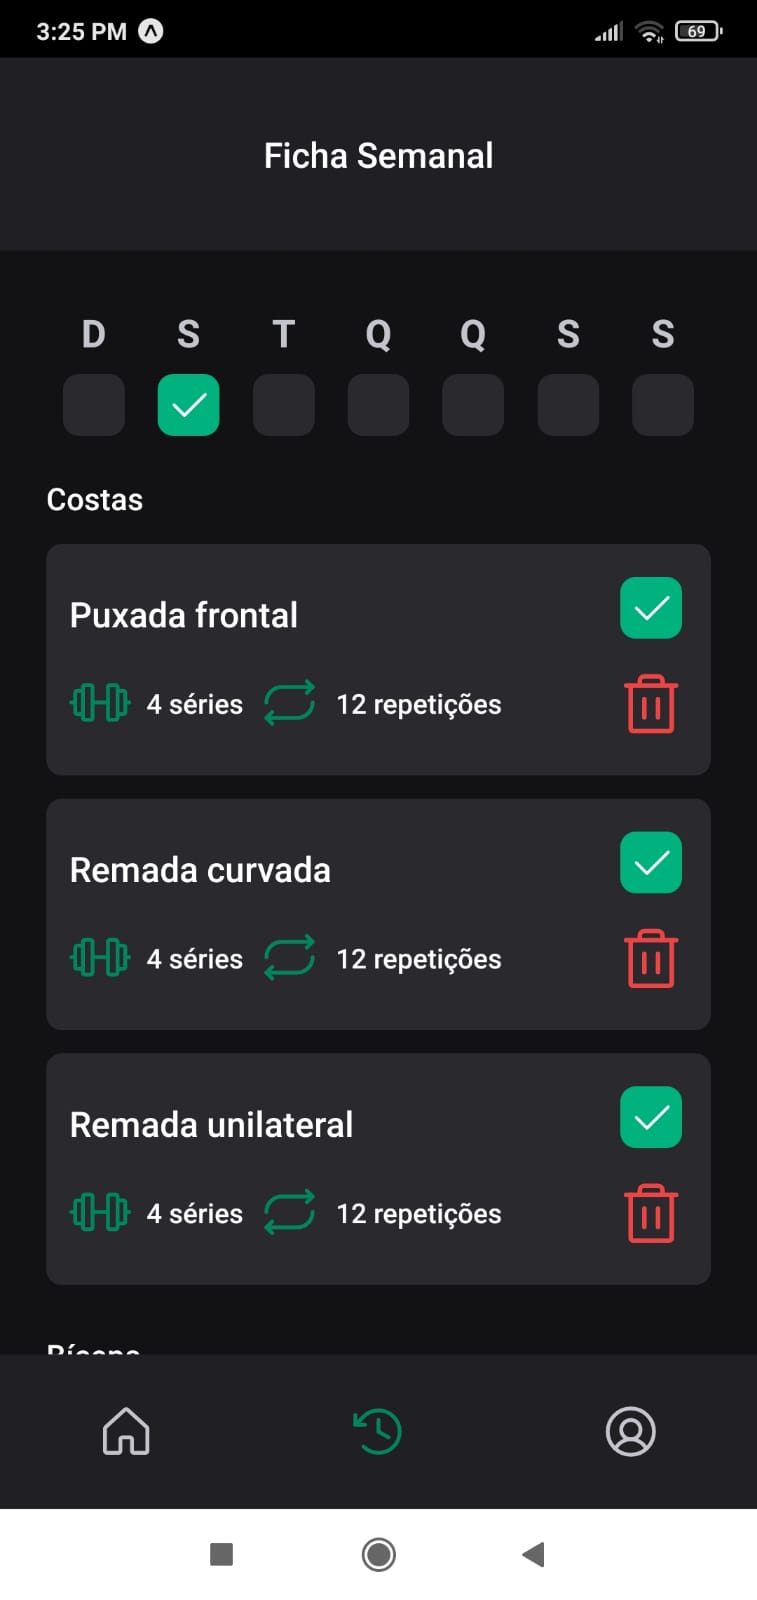 3:25 PM
69
Ficha Semanal
D S T Q Q S S
Costas
Puxada frontal
4 séries 12 repetições
Remada curvada
4 séries 12 repetições
Remada unilateral
4 séries 12 repetições